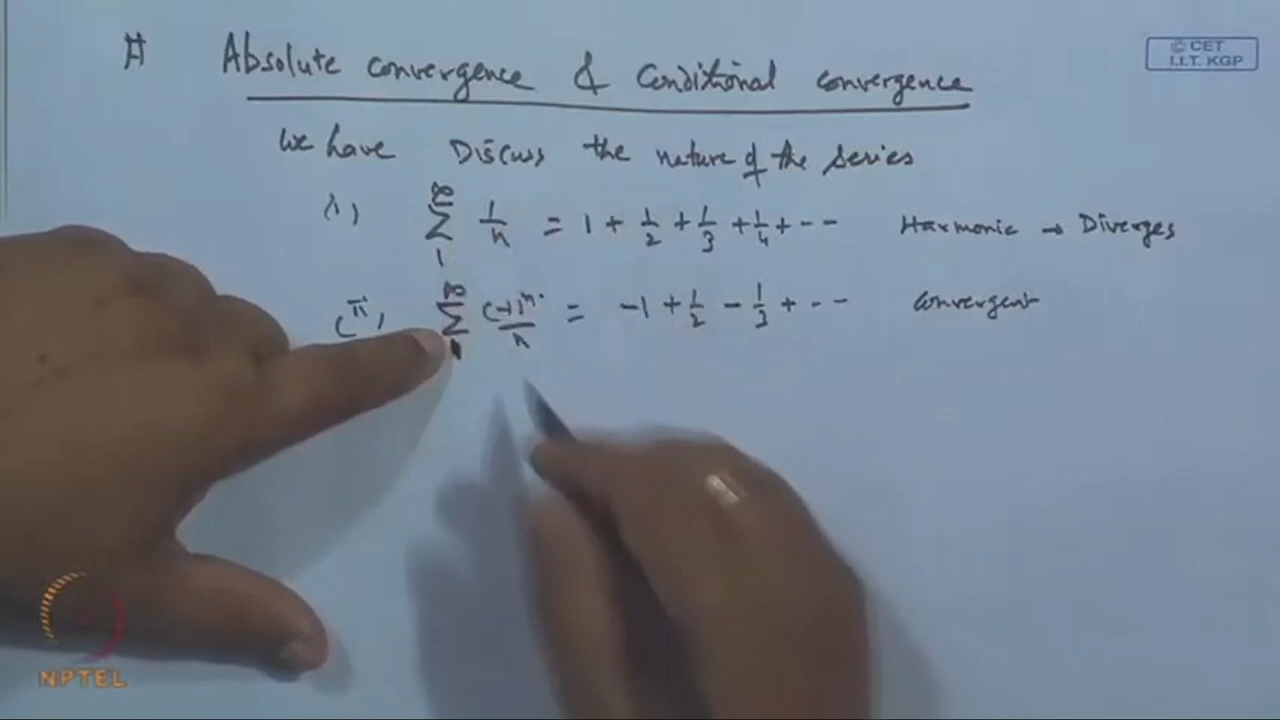 # Absolute convergence & Conditional convergence
© CET
I.I.T. KGP
We have Discuss the nature of the series
(i) ∞ ∑ 1 1/n = 1 + 1/2 + 1/3 + 1/4 + -- Harmonic → Diverges
(ii) ∞ ∑ (-1)^n/n = -1 + 1/2 - 1/3 + -- Convergent
NPTEL